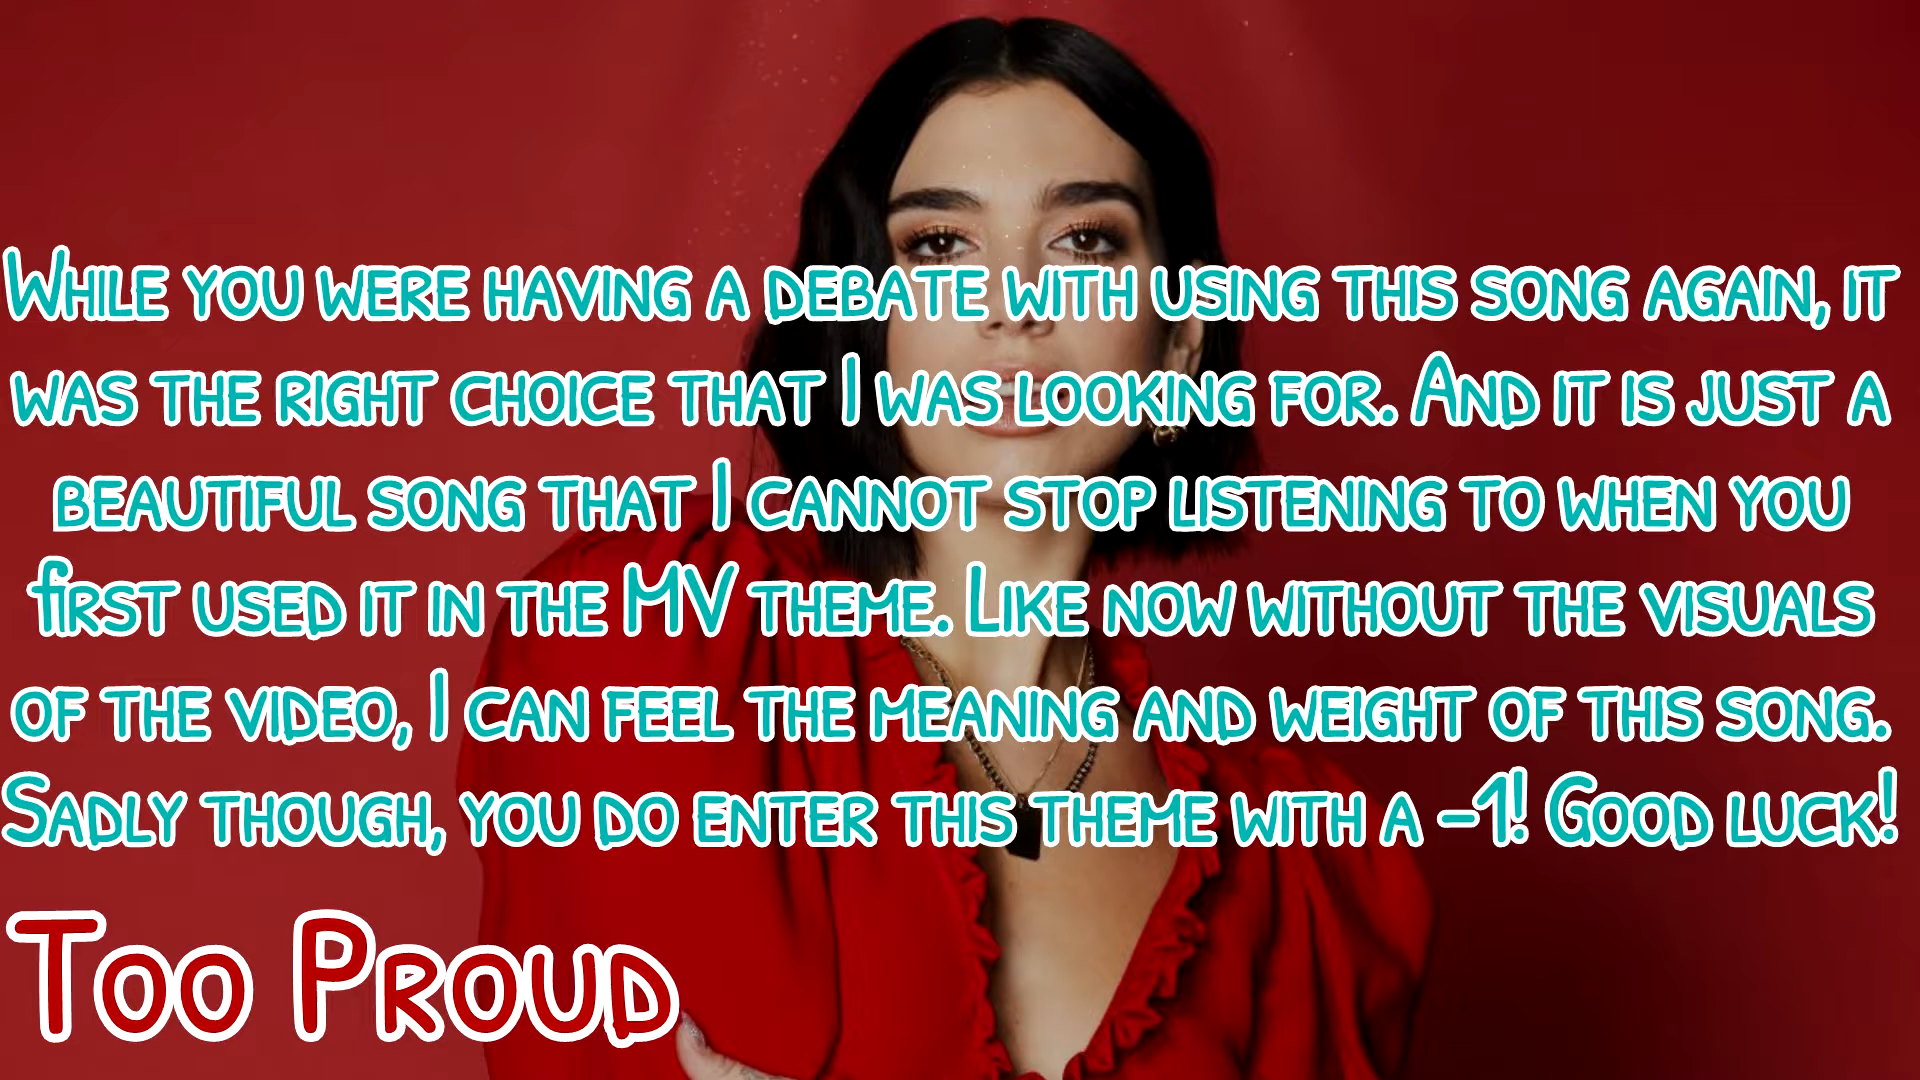 While you were having a debate with using this song again, it
was the right choice that I was looking for. And it is just a
beautiful song that I cannot stop listening to when you
first used it in the MV theme. Like now without the visuals
of the video, I can feel the meaning and weight of this song.
Sadly though, you do enter this theme with a -1! Good luck!
Too Proud